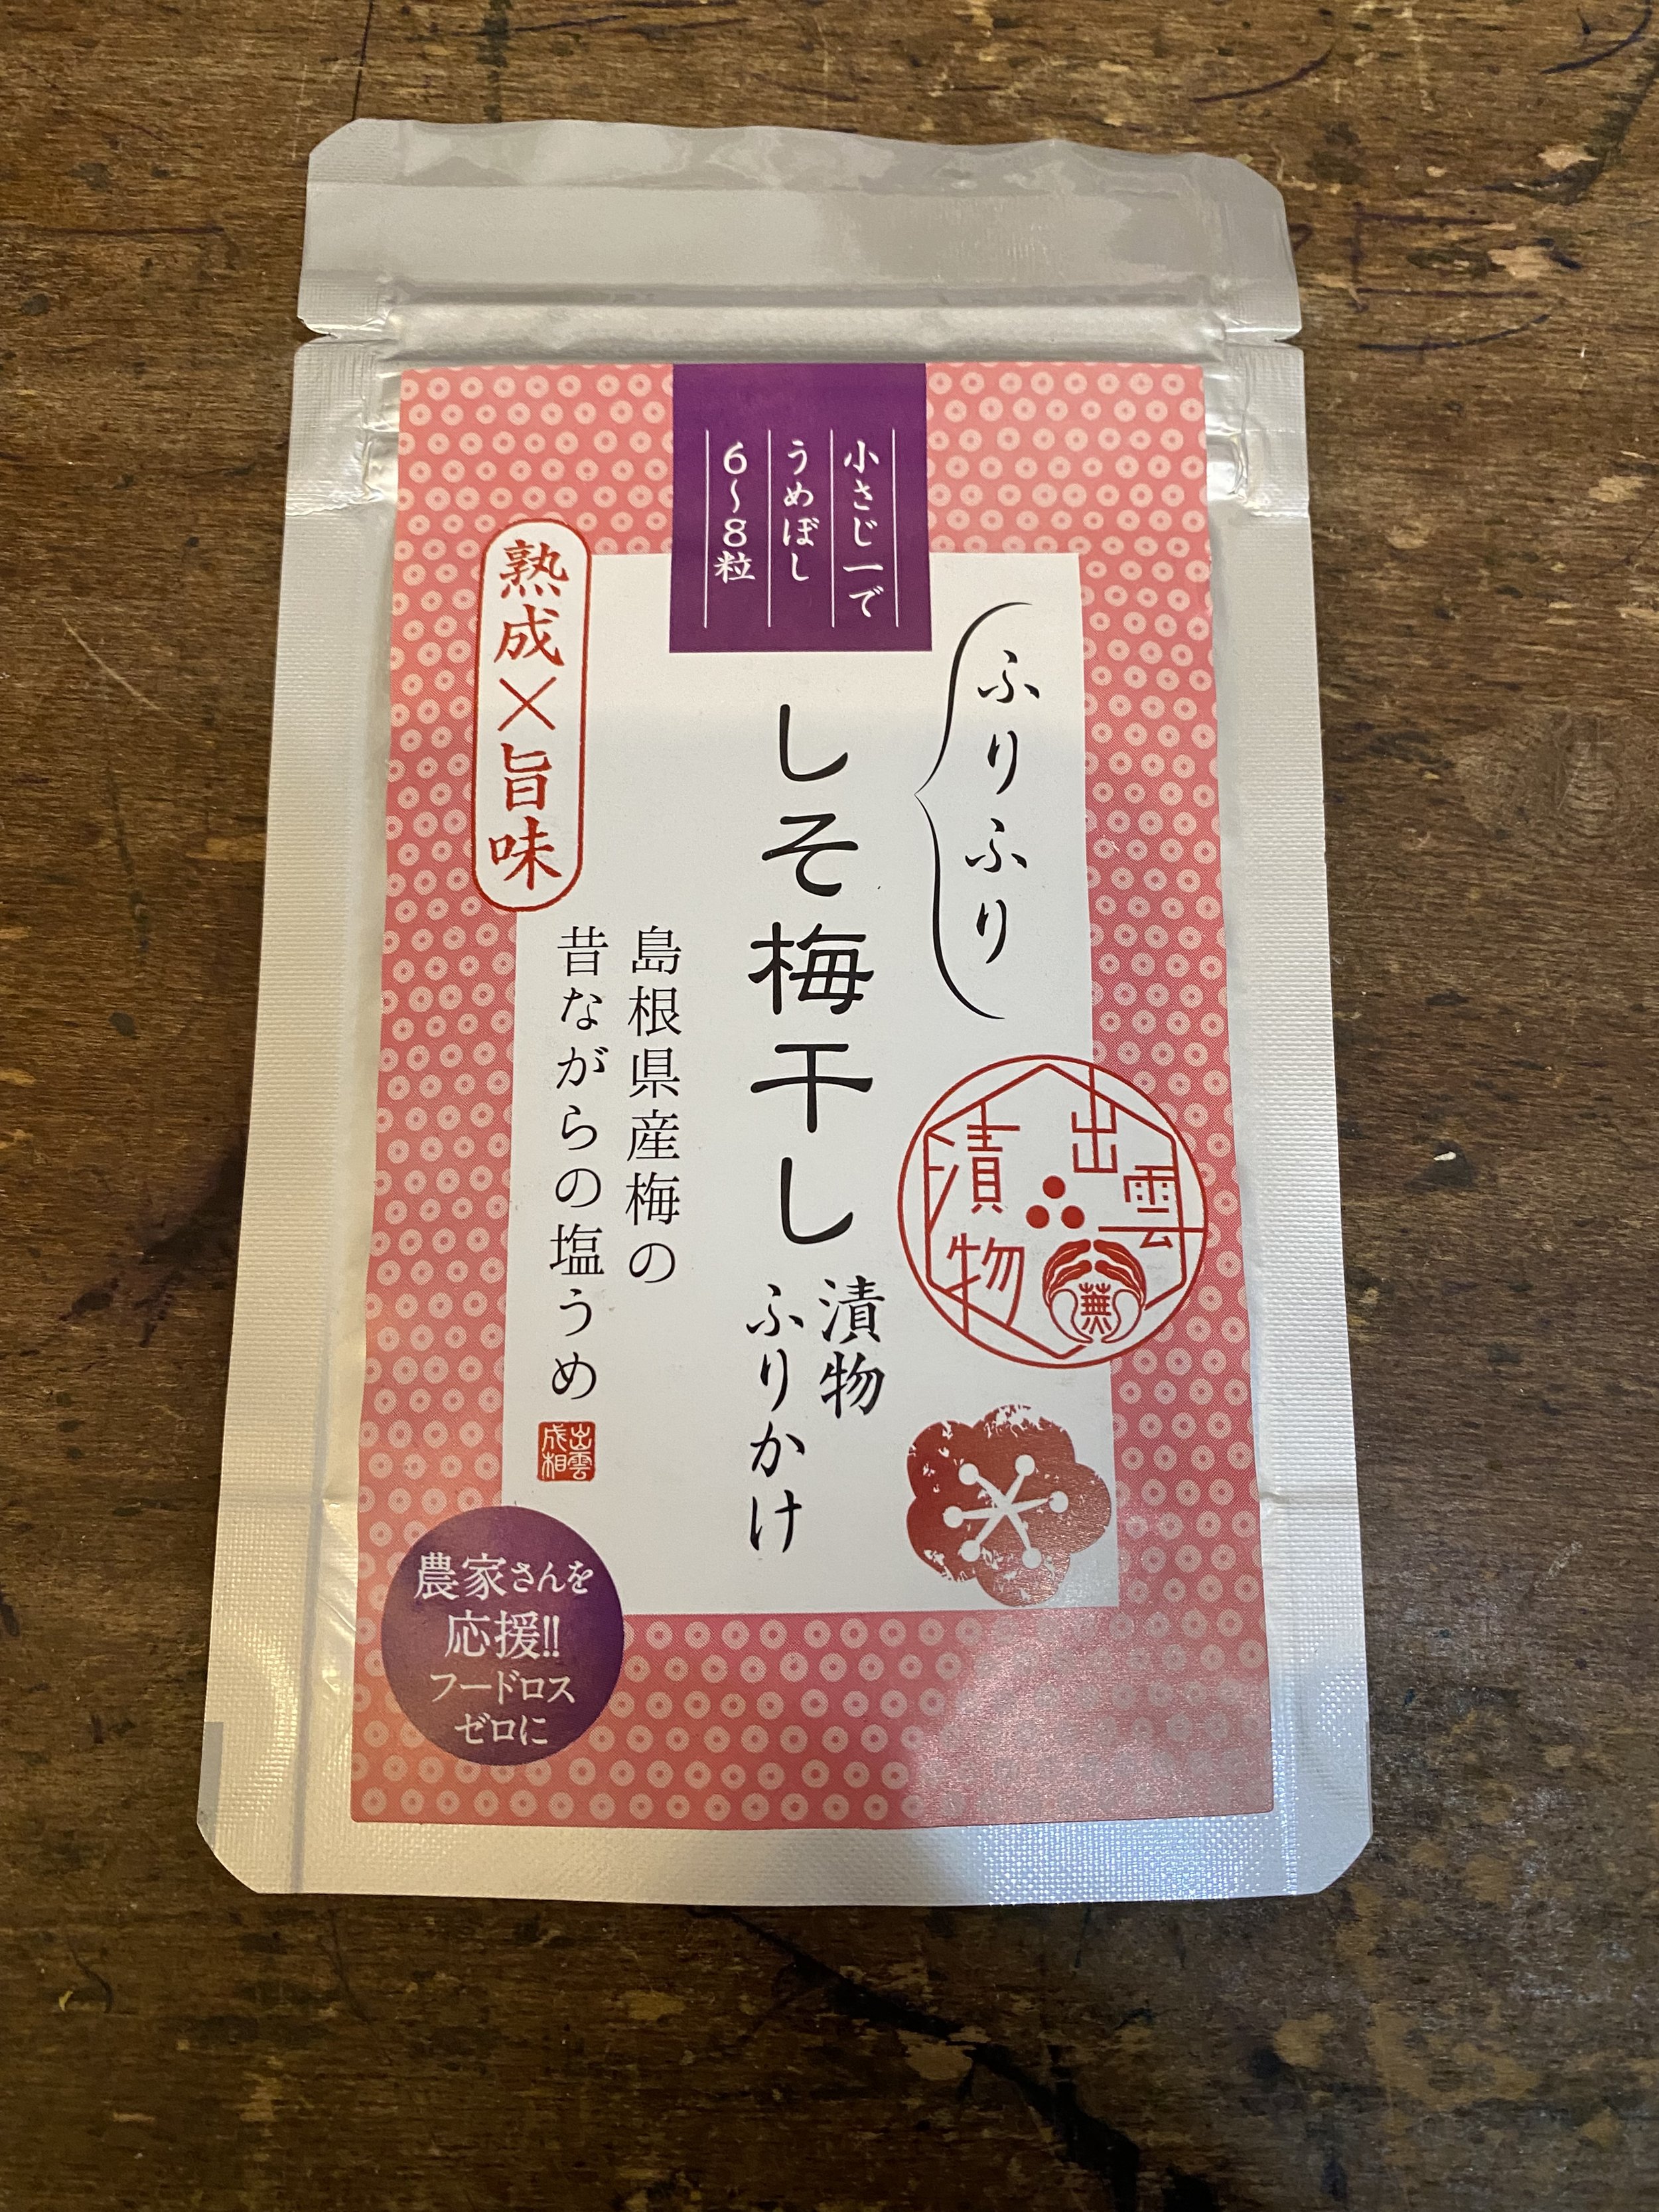 小さじ一で
うめぼし
6〜8粒
ふりふり
しそ梅干し
漬物
ふりかけ
熟成×旨味
島根県産梅の
昔ながらの塩うめ
出雲
成相
出雲
漬物
蕪
農家さんを
応援!!
フードロス
ゼロに